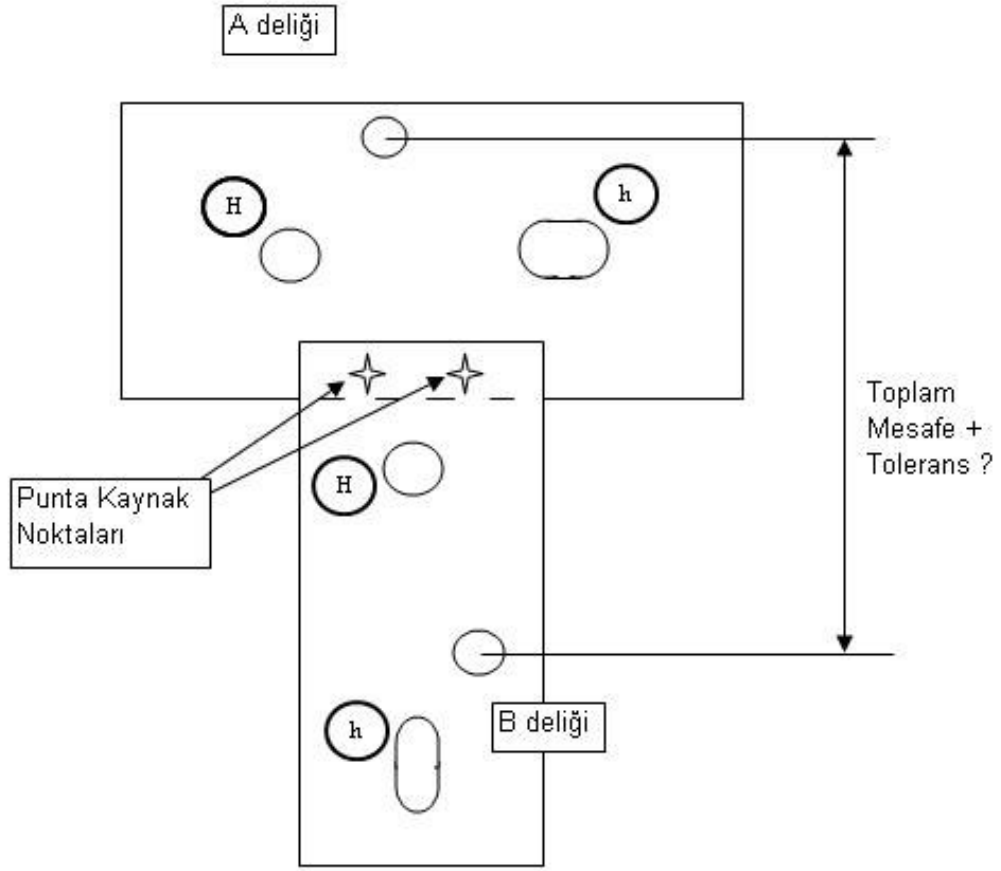 A deliği
H
h
Toplam
Mesafe +
Tolerans ?
Punta Kaynak
Noktaları
H
B deliği
h